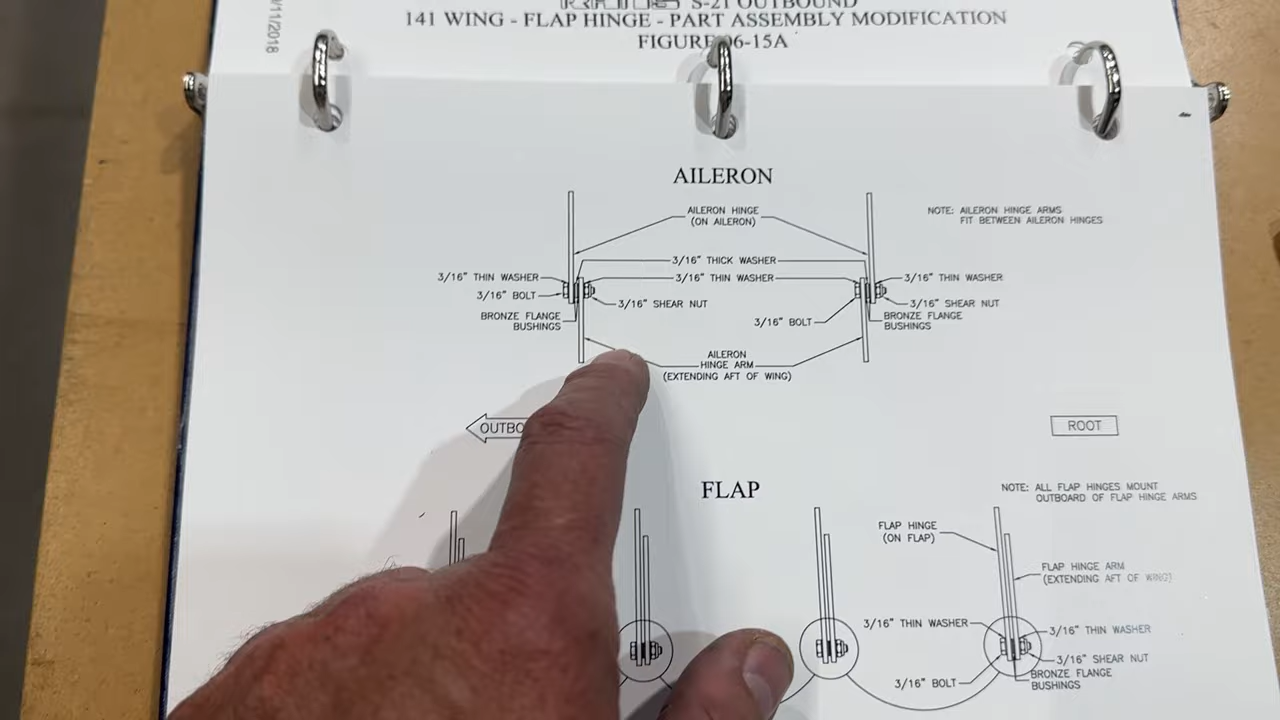 S-21 OUTBOUND
141 WING - FLAP HINGE - PART ASSEMBLY MODIFICATION
FIGURE 06-15A
/11/2018
AILERON
AILERON HINGE
(ON AILERON)
NOTE: AILERON HINGE ARMS
FIT BETWEEN AILERON HINGES
3/16" THICK WASHER
3/16" THIN WASHER
3/16" THIN WASHER
3/16" THIN WASHER
3/16" BOLT
3/16" SHEAR NUT
3/16" SHEAR NUT
BRONZE FLANGE
BUSHINGS
3/16" BOLT
BRONZE FLANGE
BUSHINGS
AILERON
HINGE ARM
(EXTENDING AFT OF WING)
OUTBO
ROOT
FLAP
NOTE: ALL FLAP HINGES MOUNT
OUTBOARD OF FLAP HINGE ARMS
FLAP HINGE
(ON FLAP)
FLAP HINGE ARM
(EXTENDING AFT OF WING)
3/16" THIN WASHER
3/16" THIN WASHER
3/16" SHEAR NUT
3/16" BOLT
BRONZE FLANGE
BUSHINGS